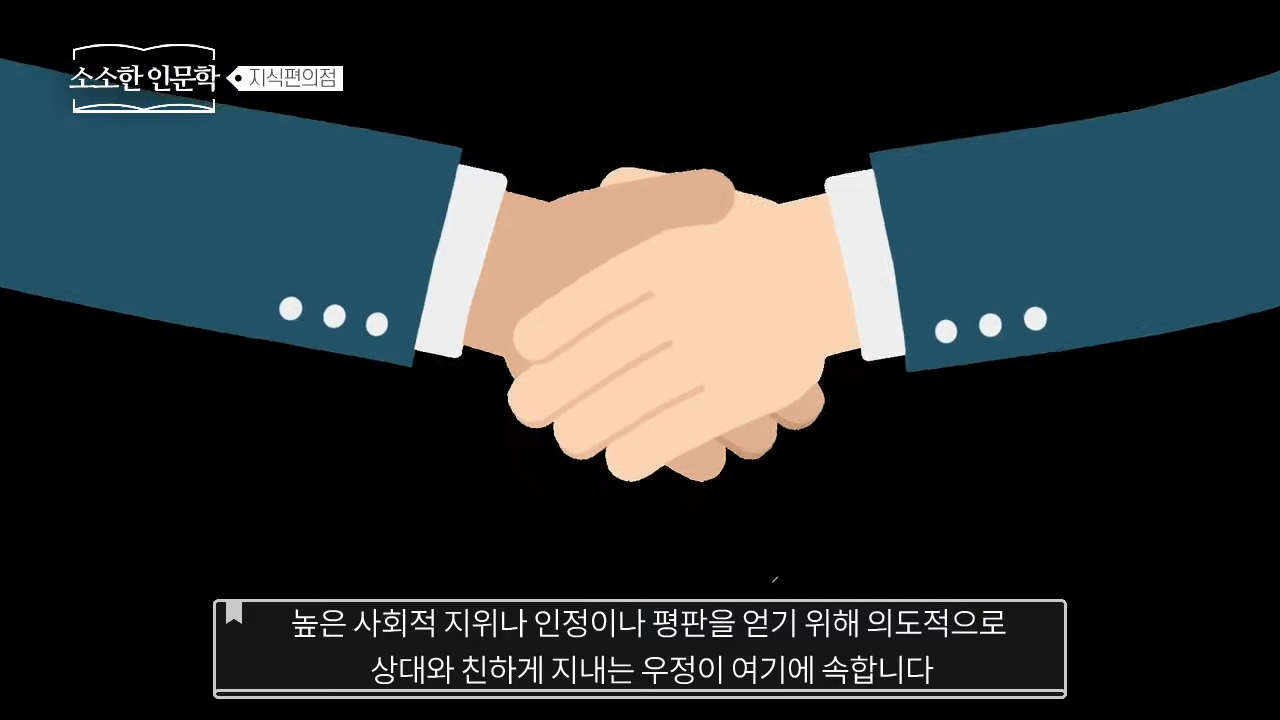 소소한 인문학
지식편의점
높은 사회적 지위나 인정이나 평판을 얻기 위해 의도적으로
상대와 친하게 지내는 우정이 여기에 속합니다